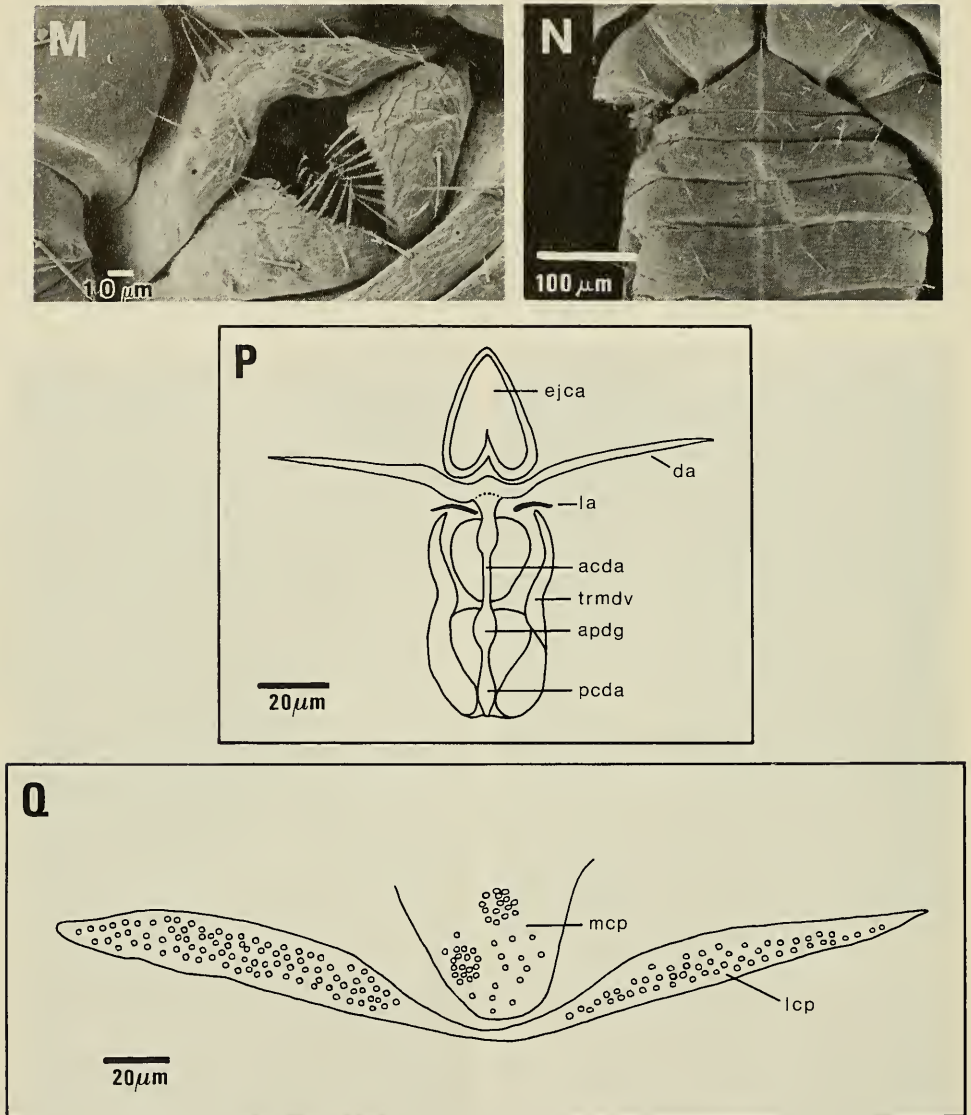 M
10 µm
N
100 µm
P
ejca
da
la
acda
trmdv
apdg
pcda
20µm
Q
mcp
lcp
20µm